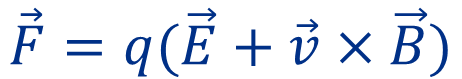 F⃗ = q(E⃗ + v⃗ × B⃗)